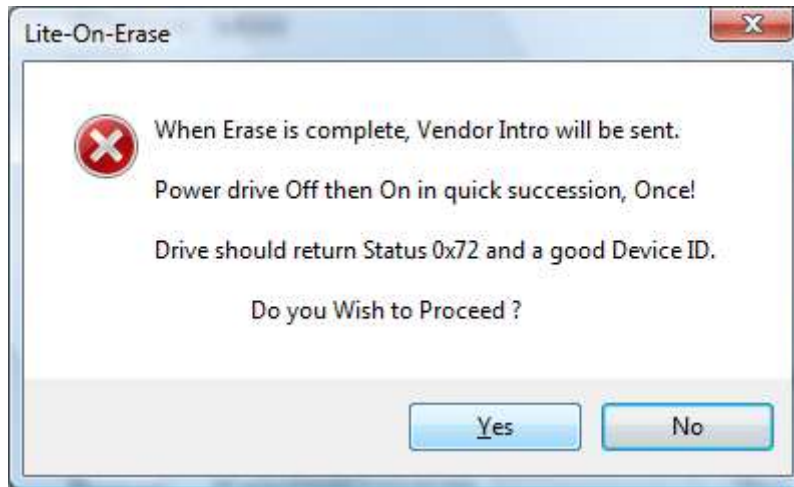 Lite-On-Erase
When Erase is complete, Vendor Intro will be sent.
Power drive Off then On in quick succession, Once!
Drive should return Status 0x72 and a good Device ID.
Do you Wish to Proceed ?
Yes
No